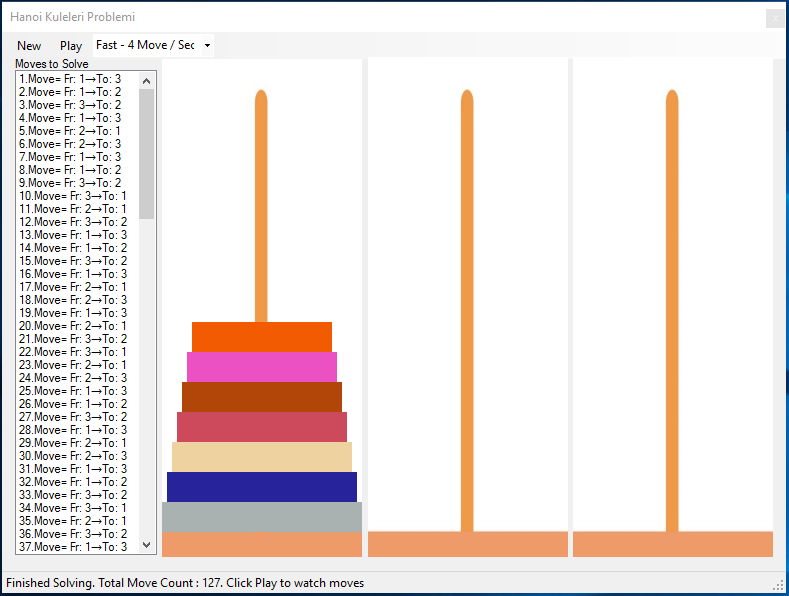 Hanoi Kuleleri Problemi
New Play Fast - 4 Move / Sec
Moves to Solve
1.Move= Fr: 1→To: 3
2.Move= Fr: 1→To: 2
3.Move= Fr: 3→To: 2
4.Move= Fr: 1→To: 3
5.Move= Fr: 2→To: 1
6.Move= Fr: 2→To: 3
7.Move= Fr: 1→To: 3
8.Move= Fr: 1→To: 2
9.Move= Fr: 3→To: 2
10.Move= Fr: 3→To: 1
11.Move= Fr: 2→To: 1
12.Move= Fr: 3→To: 2
13.Move= Fr: 1→To: 3
14.Move= Fr: 1→To: 2
15.Move= Fr: 3→To: 2
16.Move= Fr: 1→To: 3
17.Move= Fr: 2→To: 1
18.Move= Fr: 2→To: 3
19.Move= Fr: 1→To: 3
20.Move= Fr: 2→To: 1
21.Move= Fr: 3→To: 2
22.Move= Fr: 3→To: 1
23.Move= Fr: 2→To: 1
24.Move= Fr: 2→To: 3
25.Move= Fr: 1→To: 3
26.Move= Fr: 1→To: 2
27.Move= Fr: 3→To: 2
28.Move= Fr: 1→To: 3
29.Move= Fr: 2→To: 1
30.Move= Fr: 2→To: 3
31.Move= Fr: 1→To: 3
32.Move= Fr: 1→To: 2
33.Move= Fr: 3→To: 2
34.Move= Fr: 3→To: 1
35.Move= Fr: 2→To: 1
36.Move= Fr: 3→To: 2
37.Move= Fr: 1→To: 3
Finished Solving. Total Move Count : 127. Click Play to watch moves